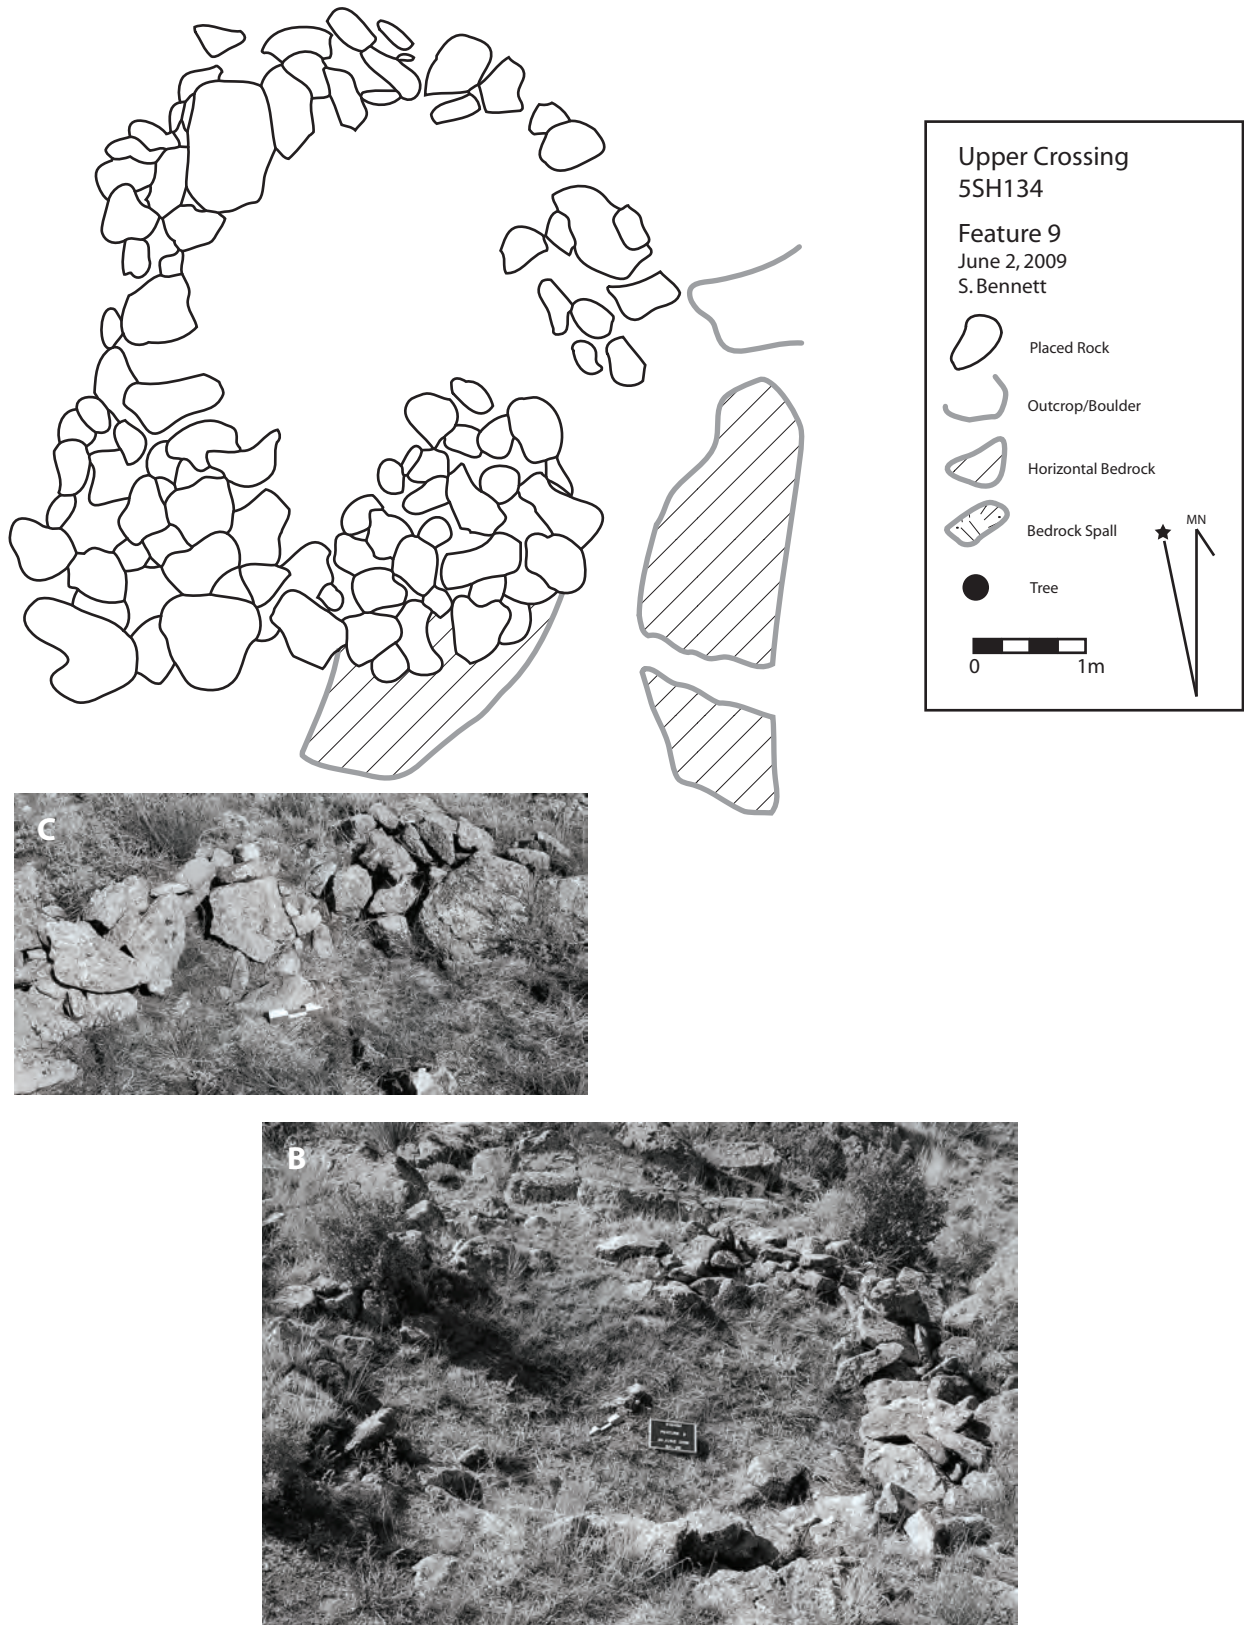 Upper Crossing
5SH134
Feature 9
June 2, 2009
S. Bennett
Placed Rock
Outcrop/Boulder
Horizontal Bedrock
Bedrock Spall
MN
Tree
0 1m
C
B